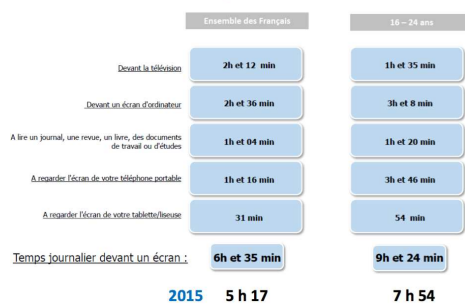 Ensemble des Français 16 – 24 ans
Devant la télévision 2h et 12 min 1h et 35 min
Devant un écran d'ordinateur 2h et 36 min 3h et 8 min
A lire un journal, une revue, un livre, des documents
de travail ou d'études 1h et 04 min 1h et 20 min
A regarder l'écran de votre téléphone portable 1h et 16 min 3h et 46 min
A regarder l'écran de votre tablette/liseuse 31 min 54 min
Temps journalier devant un écran : 6h et 35 min 9h et 24 min
2015 5 h 17 7 h 54